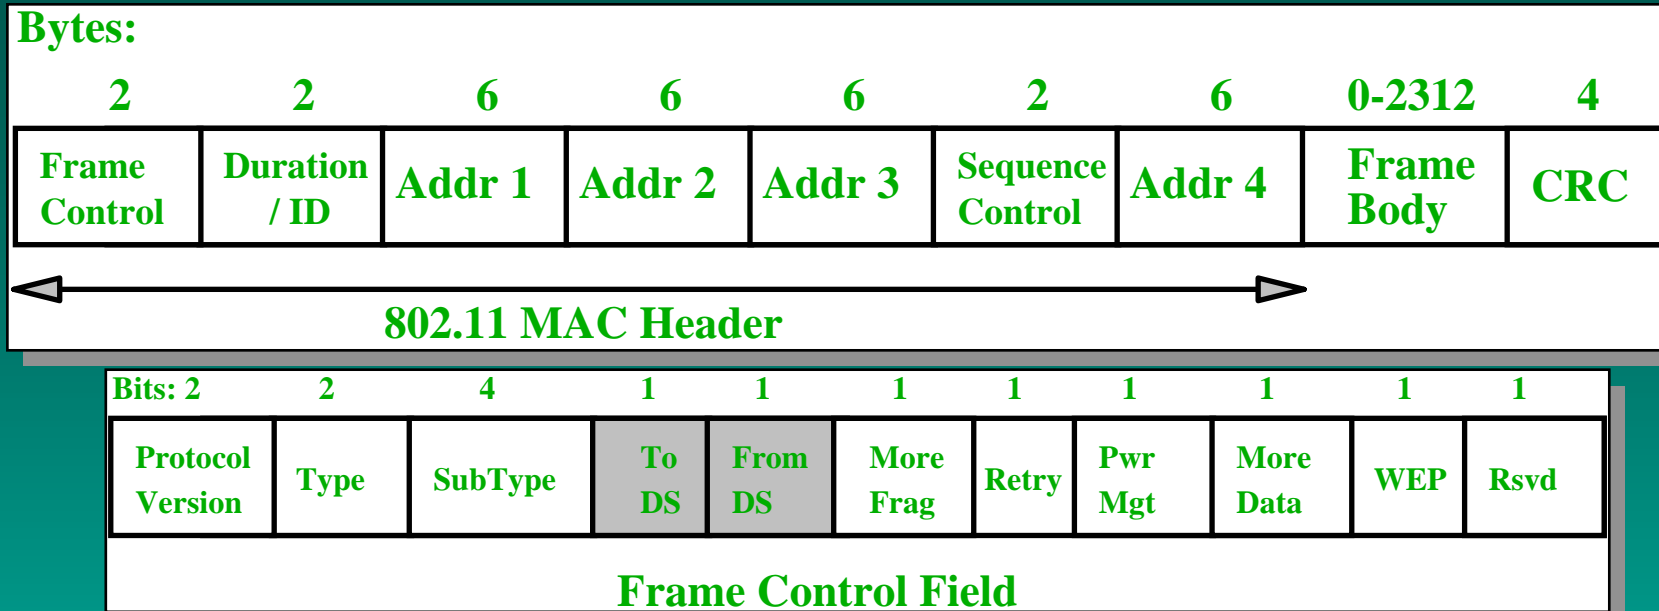 Bytes:
2 2 6 6 6 2 6 0-2312 4
Frame Control Duration / ID Addr 1 Addr 2 Addr 3 Sequence Control Addr 4 Frame Body CRC
802.11 MAC Header
Bits: 2 2 4 1 1 1 1 1 1 1 1
Protocol Version Type SubType To DS From DS More Frag Retry Pwr Mgt More Data WEP Rsvd
Frame Control Field